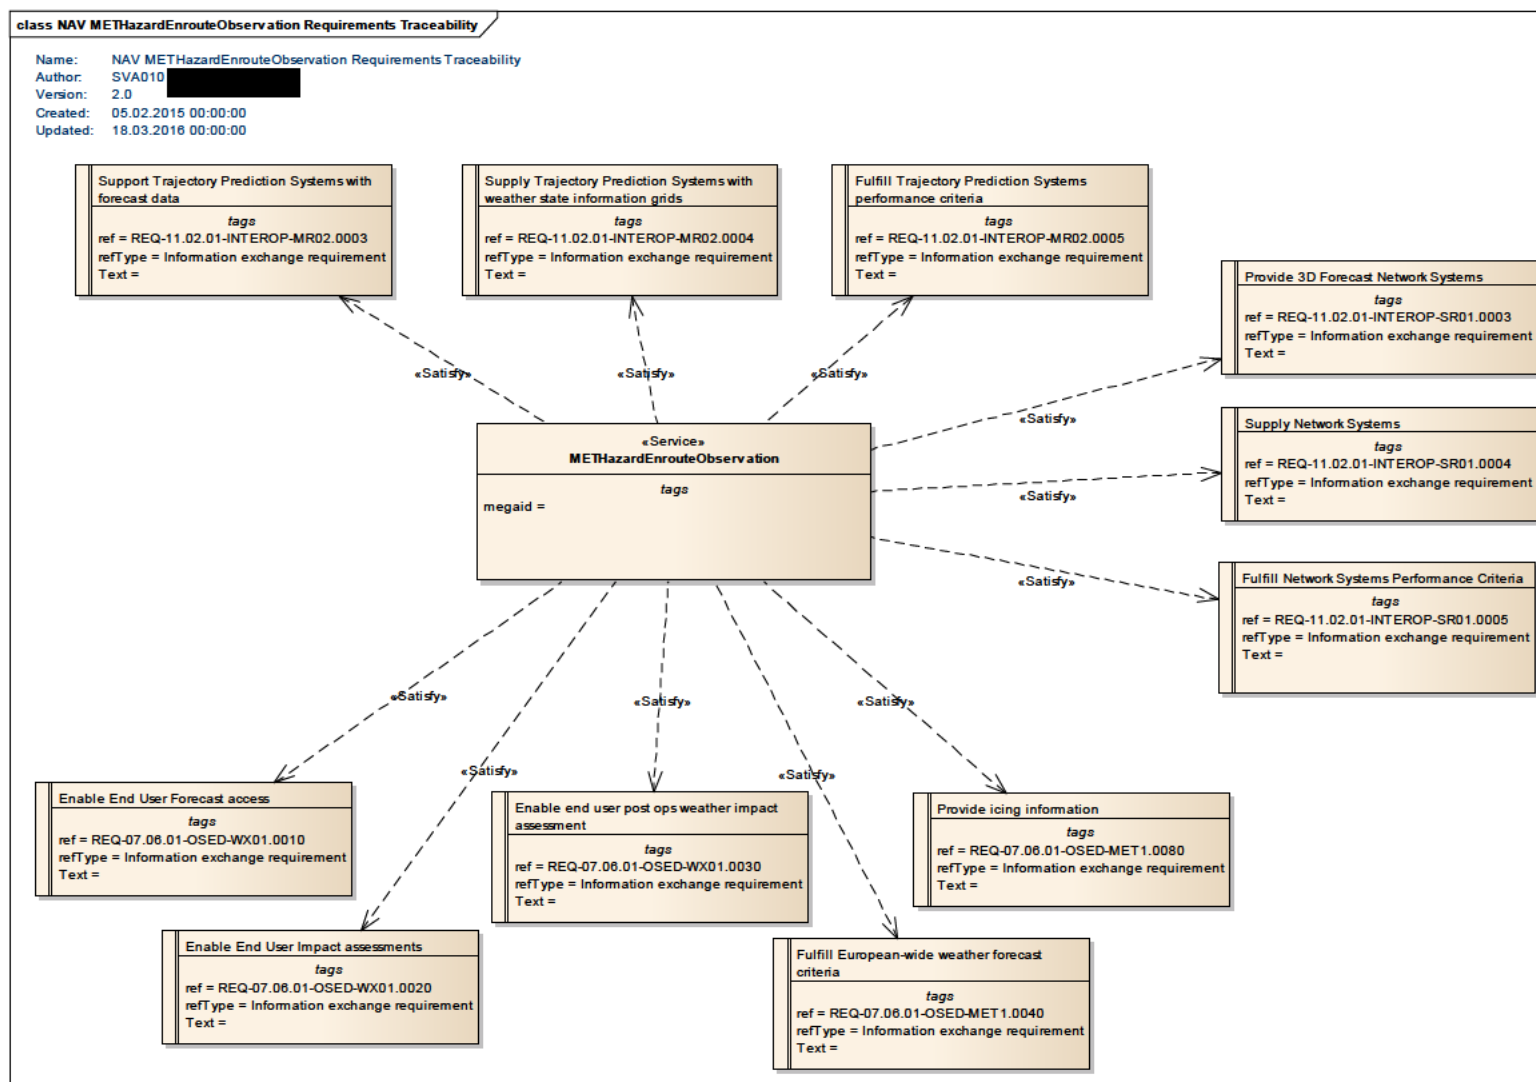 class NAV METHazardEnrouteObservation Requirements Traceability
Name: NAV METHazardEnrouteObservation Requirements Traceability
Author: SVA010
Version: 2.0
Created: 05.02.2015 00:00:00
Updated: 18.03.2016 00:00:00
Support Trajectory Prediction Systems with
forecast data
tags
ref = REQ-11.02.01-INTEROP-MR02.0003
refType = Information exchange requirement
Text =
Supply Trajectory Prediction Systems with
weather state information grids
tags
ref = REQ-11.02.01-INTEROP-MR02.0004
refType = Information exchange requirement
Text =
Fulfill Trajectory Prediction Systems
performance criteria
tags
ref = REQ-11.02.01-INTEROP-MR02.0005
refType = Information exchange requirement
Text =
Provide 3D Forecast Network Systems
tags
ref = REQ-11.02.01-INTEROP-SR01.0003
refType = Information exchange requirement
Text =
«Satisfy»
«Satisfy»
«Satisfy»
«Satisfy»
Supply Network Systems
tags
ref = REQ-11.02.01-INTEROP-SR01.0004
refType = Information exchange requirement
Text =
«Service»
METHazardEnrouteObservation
tags
megaid =
«Satisfy»
«Satisfy»
Fulfill Network Systems Performance Criteria
tags
ref = REQ-11.02.01-INTEROP-SR01.0005
refType = Information exchange requirement
Text =
«Satisfy»
«Satisfy»
«Satisfy»
«Satisfy»
«Satisfy»
Enable End User Forecast access
tags
ref = REQ-07.06.01-OSED-WX01.0010
refType = Information exchange requirement
Text =
Enable end user post ops weather impact
assessment
tags
ref = REQ-07.06.01-OSED-WX01.0030
refType = Information exchange requirement
Text =
Provide icing information
tags
ref = REQ-07.06.01-OSED-MET1.0080
refType = Information exchange requirement
Text =
Enable End User Impact assessments
tags
ref = REQ-07.06.01-OSED-WX01.0020
refType = Information exchange requirement
Text =
Fulfill European-wide weather forecast
criteria
tags
ref = REQ-07.06.01-OSED-MET1.0040
refType = Information exchange requirement
Text =